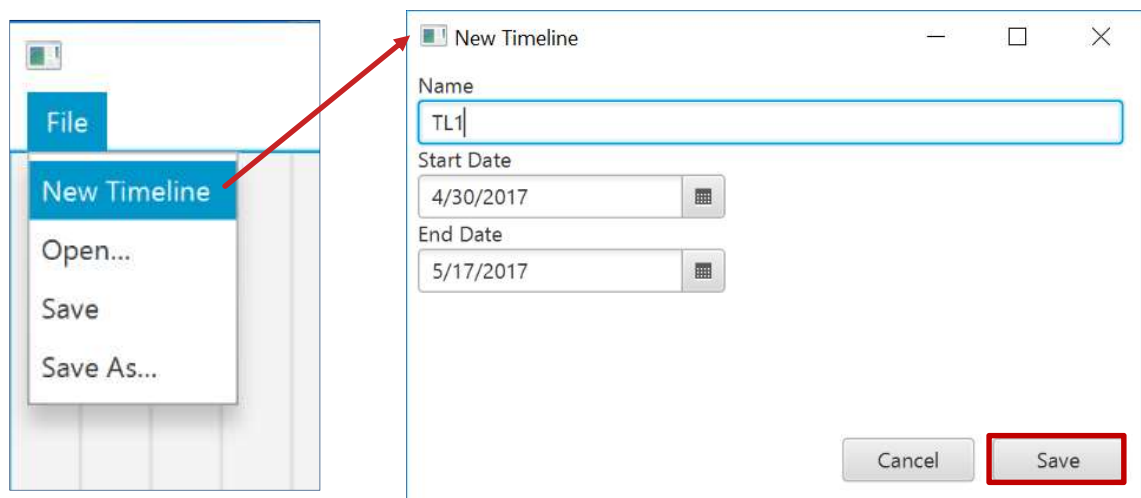 File
New Timeline
Open...
Save
Save As...
New Timeline
Name
TL1
Start Date
4/30/2017
End Date
5/17/2017
Cancel
Save